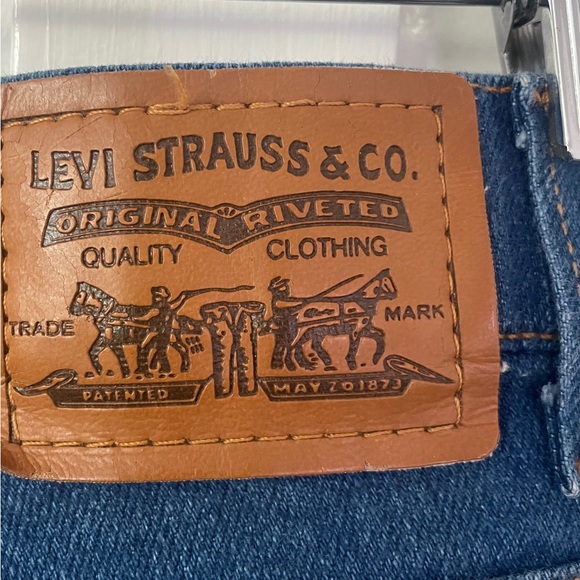 LEVI STRAUSS & CO.
ORIGINAL RIVETED
QUALITY CLOTHING
TRADE MARK
PATENTED MAY 20 1873